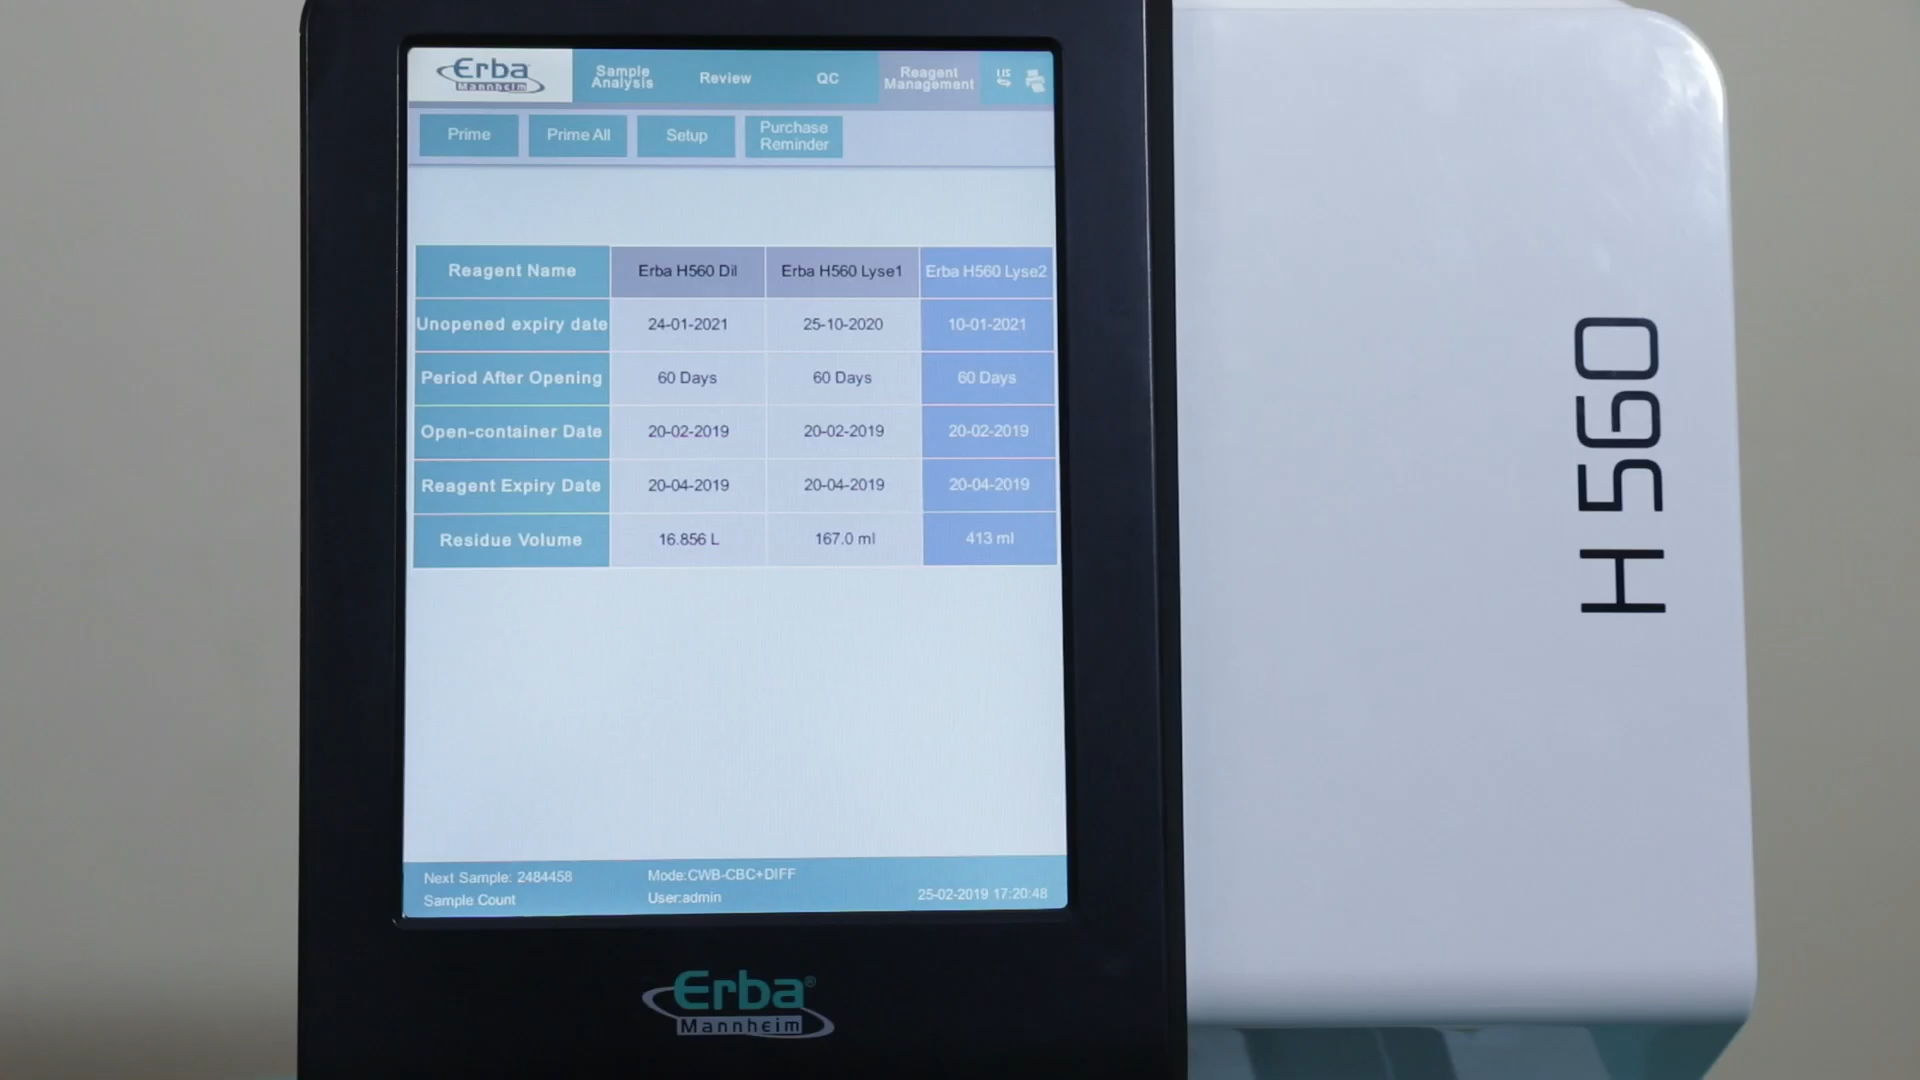 Erba
Mannheim
Sample
Analysis
Review
QC
Reagent
Management
LIS
Prime
Prime All
Setup
Purchase
Reminder
Reagent Name Erba H560 Dil Erba H560 Lyse1 Erba H560 Lyse2
Unopened expiry date 24-01-2021 25-10-2020 10-01-2021
Period After Opening 60 Days 60 Days 60 Days
Open-container Date 20-02-2019 20-02-2019 20-02-2019
Reagent Expiry Date 20-04-2019 20-04-2019 20-04-2019
Residue Volume 16.856 L 167.0 ml 413 ml
Next Sample: 2484458 Mode:CWB-CBC+DIFF
Sample Count User:admin 25-02-2019 17:20:48
Erba®
Mannheim
H 560